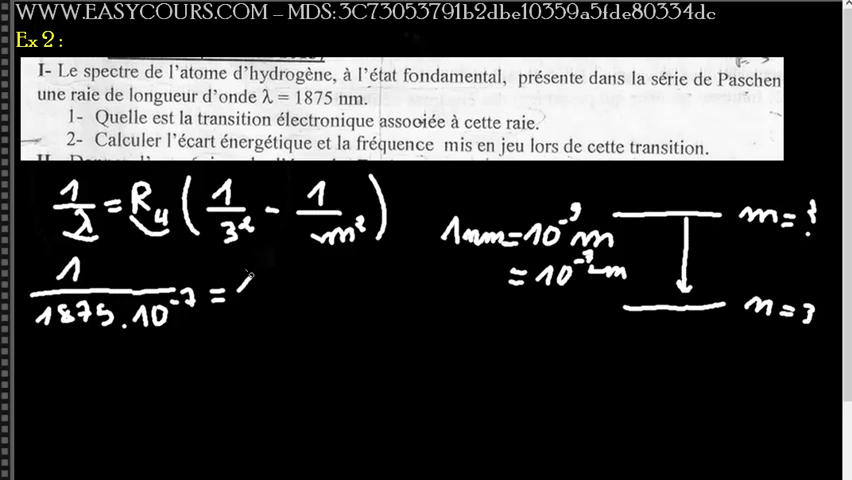 WWW.EASYCOURS.COM – MDS:3C73053791b2dbe10359a5fde80334dc
Ex 2 :
I- Le spectre de l'atome d'hydrogène, à l'état fondamental, présente dans la série de Paschen
une raie de longueur d'onde λ = 1875 nm.
1- Quelle est la transition électronique associée à cette raie.
2- Calculer l'écart énergétique et la fréquence mis en jeu lors de cette transition.
1/λ = R_H (1/3² - 1/m²)
1nm = 10⁻⁹ m
= 10⁻⁷ cm
m = ?
n = 3
1/1875.10⁻⁷ =